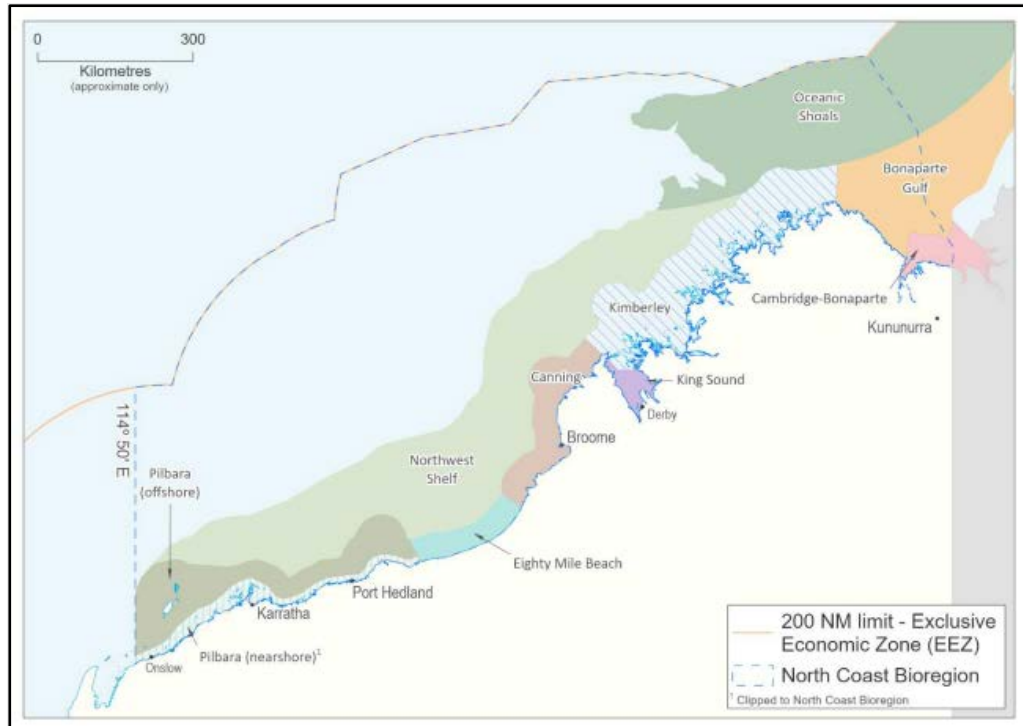 0 300
Kilometres
(approximate only)
Oceanic
Shoals
Bonaparte
Gulf
Cambridge-Bonaparte
Kununurra
Kimberley
King Sound
Canning
Derby
Broome
114° 50' E
Northwest
Shelf
Pilbara
(offshore)
Eighty Mile Beach
Port Hedland
Karratha
Pilbara (nearshore)¹
Onslow
200 NM limit - Exclusive
Economic Zone (EEZ)
North Coast Bioregion
¹ Clipped to North Coast Bioregion